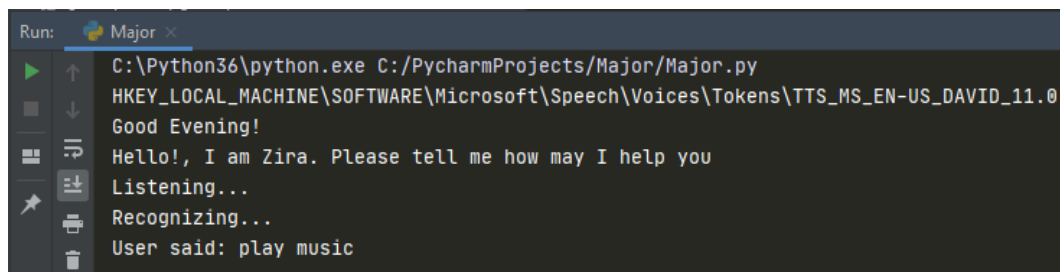 Run:
Major
C:\Python36\python.exe C:/PycharmProjects/Major/Major.py
HKEY_LOCAL_MACHINE\SOFTWARE\Microsoft\Speech\Voices\Tokens\TTS_MS_EN-US_DAVID_11.0
Good Evening!
Hello!, I am Zira. Please tell me how may I help you
Listening...
Recognizing...
User said: play music